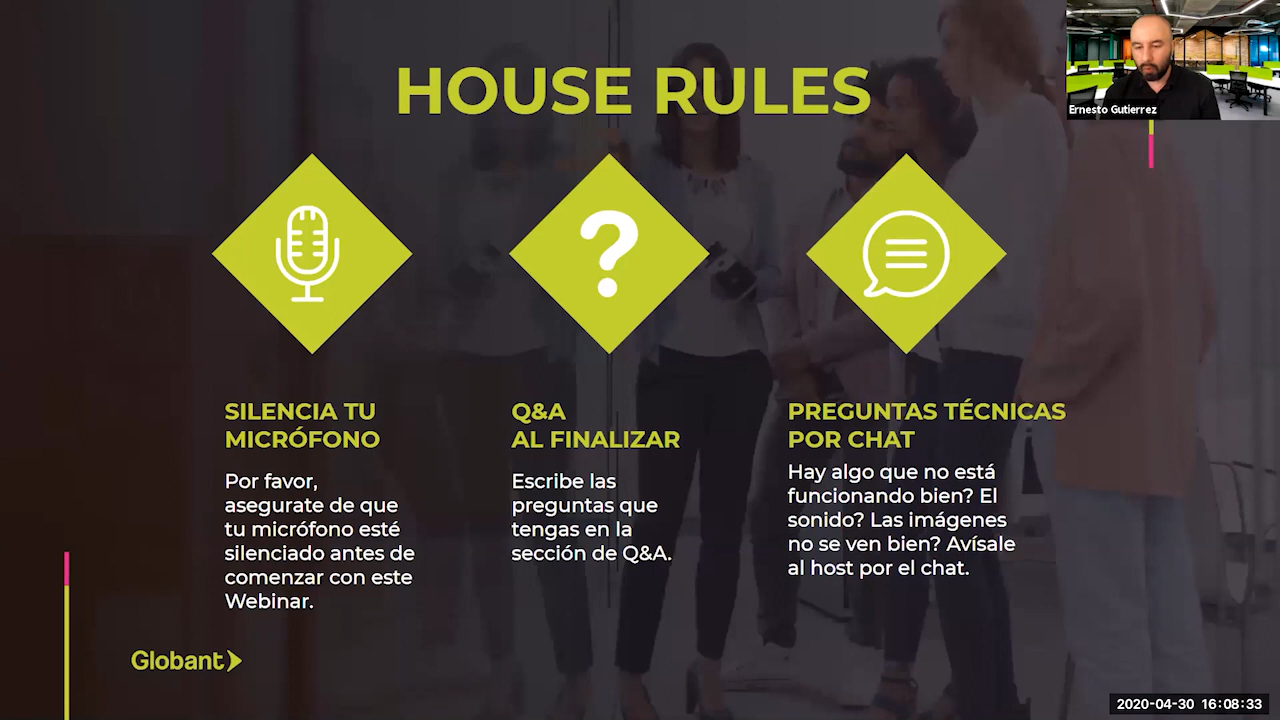 HOUSE RULES
Ernesto Gutierrez
SILENCIA TU
MICRÓFONO
Por favor,
asegurate de que
tu micrófono esté
silenciado antes de
comenzar con este
Webinar.
Q&A
AL FINALIZAR
Escribe las
preguntas que
tengas en la
sección de Q&A.
PREGUNTAS TÉCNICAS
POR CHAT
Hay algo que no está
funcionando bien? El
sonido? Las imágenes
no se ven bien? Avísale
al host por el chat.
Globant
2020-04-30 16:08:33